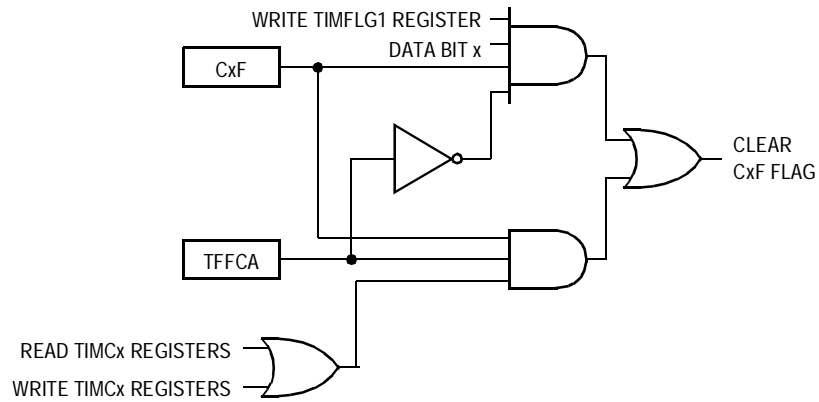 WRITE TIMFLG1 REGISTER
DATA BIT x
CxF
CLEAR
CxF FLAG
TFFCA
READ TIMCx REGISTERS
WRITE TIMCx REGISTERS